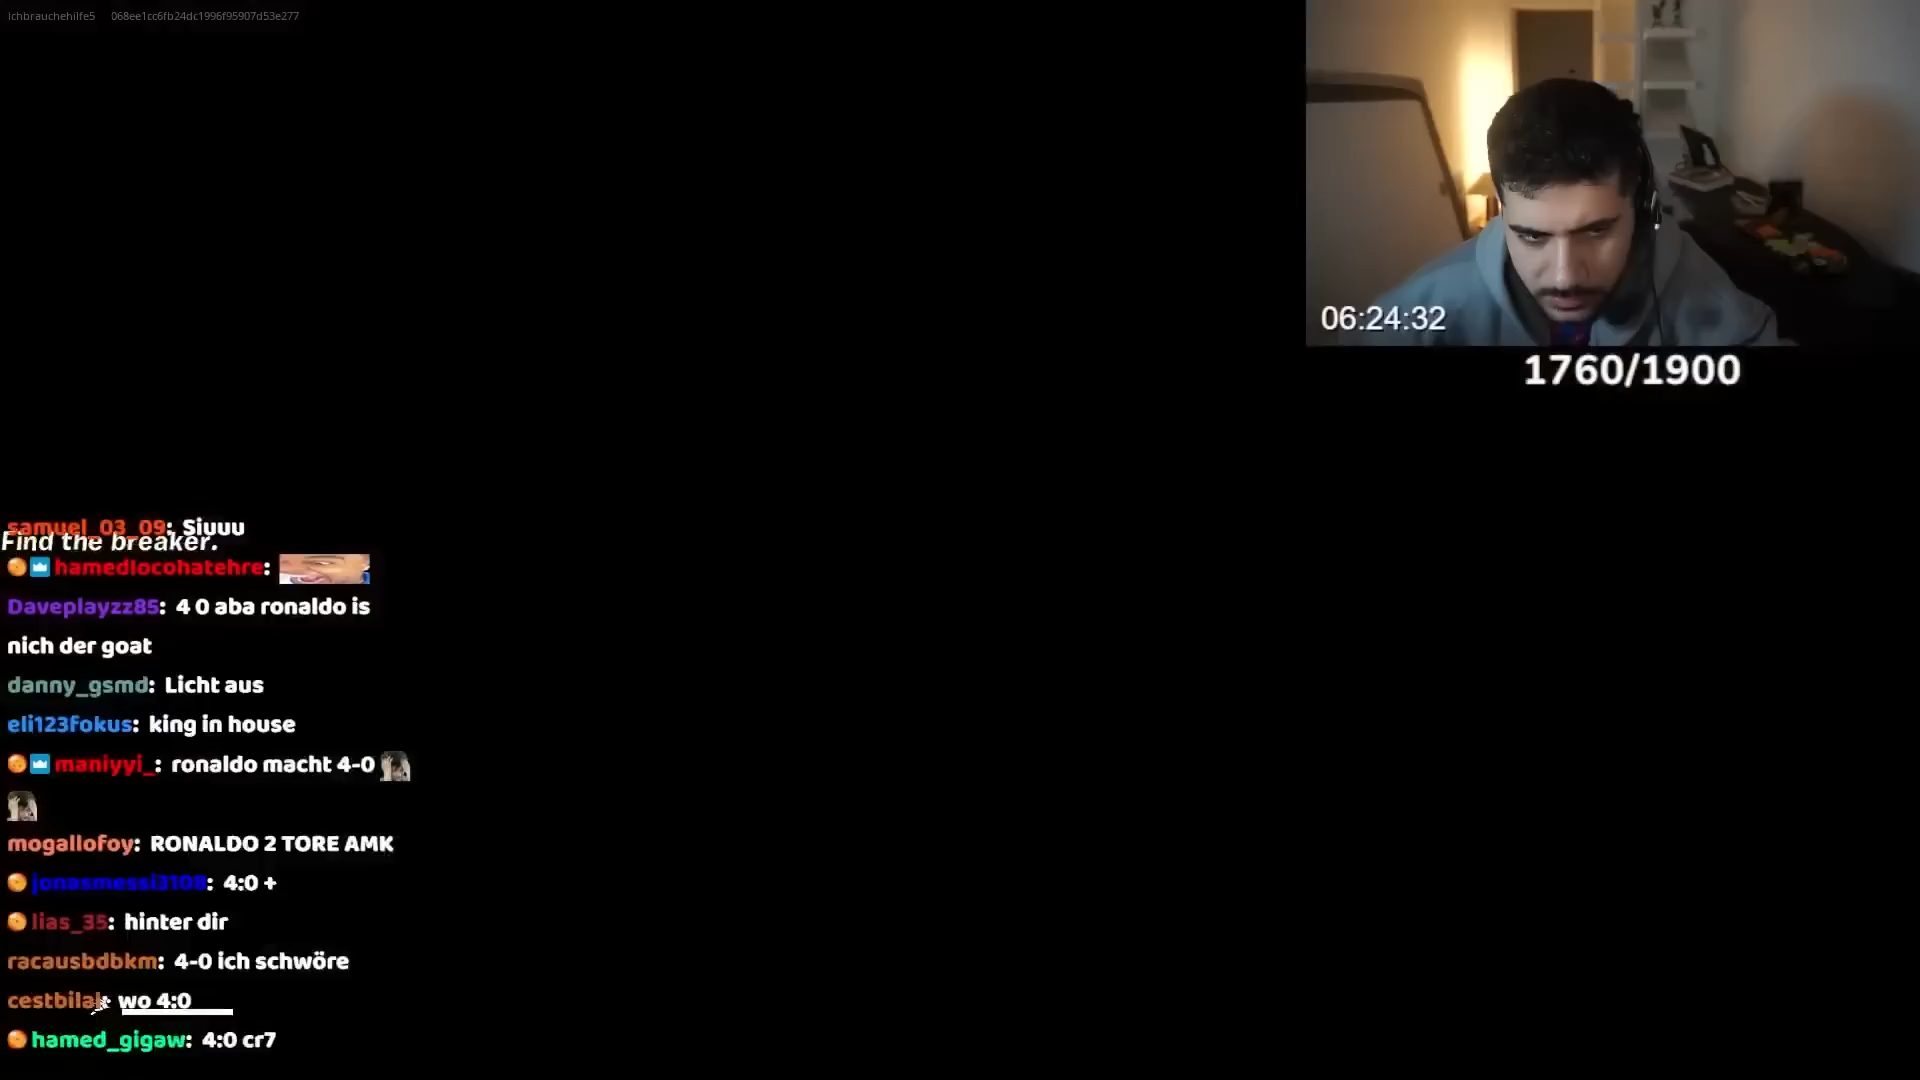 ichbrauchehilfe5 068ee1cc6fb24dc1996f95907d53e277
06:24:32
1760/1900
samuel_03_09: Siuuu
Find the breaker.
hamedlocohatehre:
Daveplayzz85: 4 0 aba ronaldo is
nich der goat
danny_gsmd: Licht aus
eli123fokus: king in house
maniyyi_: ronaldo macht 4-0
mogallofoy: RONALDO 2 TORE AMK
jonasmessi3108: 4:0 +
lias_35: hinter dir
racausbdbkm: 4-0 ich schwöre
cestbilal: wo 4:0
hamed_gigaw: 4:0 cr7